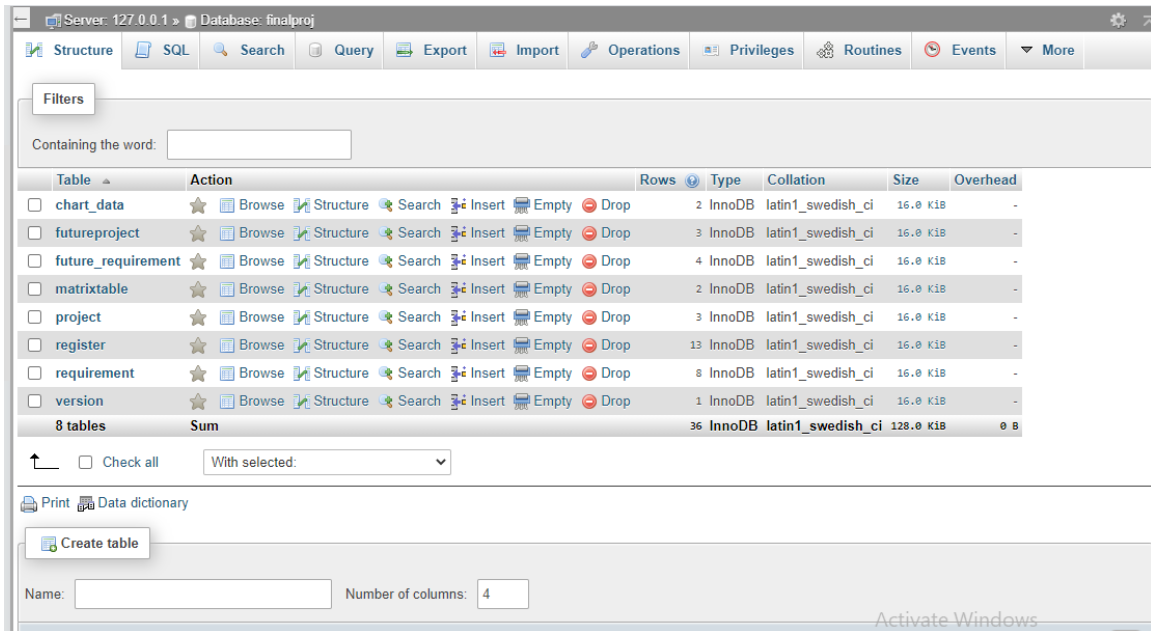 Server: 127.0.0.1 » Database: finalproj
Structure SQL Search Query Export Import Operations Privileges Routines Events More
Filters
Containing the word:
Table Action Rows Type Collation Size Overhead
chart_data Browse Structure Search Insert Empty Drop 2 InnoDB latin1_swedish_ci 16.0 KiB -
futureproject Browse Structure Search Insert Empty Drop 3 InnoDB latin1_swedish_ci 16.0 KiB -
future_requirement Browse Structure Search Insert Empty Drop 4 InnoDB latin1_swedish_ci 16.0 KiB -
matrixtable Browse Structure Search Insert Empty Drop 2 InnoDB latin1_swedish_ci 16.0 KiB -
project Browse Structure Search Insert Empty Drop 3 InnoDB latin1_swedish_ci 16.0 KiB -
register Browse Structure Search Insert Empty Drop 13 InnoDB latin1_swedish_ci 16.0 KiB -
requirement Browse Structure Search Insert Empty Drop 8 InnoDB latin1_swedish_ci 16.0 KiB -
version Browse Structure Search Insert Empty Drop 1 InnoDB latin1_swedish_ci 16.0 KiB -
8 tables Sum 36 InnoDB latin1_swedish_ci 128.0 KiB 0 B
Check all With selected:
Print Data dictionary
Create table
Name: Number of columns: 4
Activate Windows